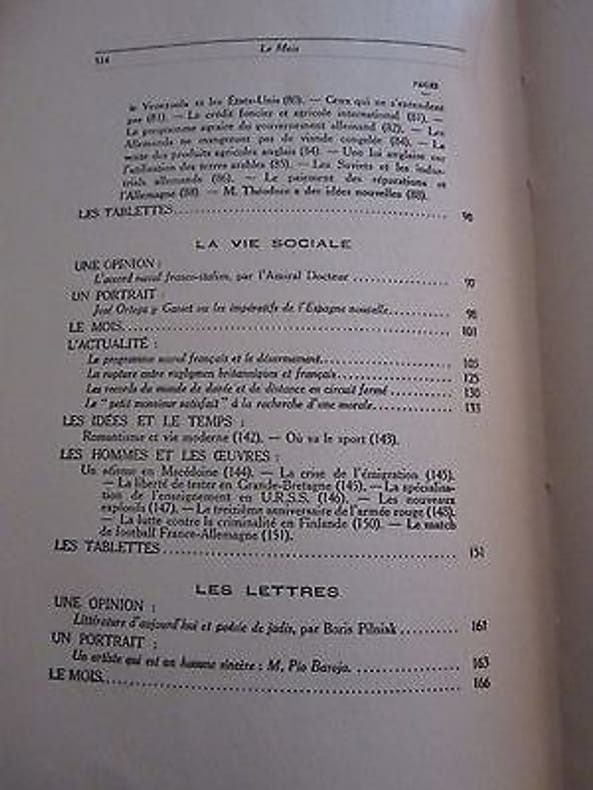 Le Mois
314
PAGES
le Venezuela et les États-Unis (80). — Ceux qui ne s'entendent
pas (81). — Le crédit foncier et agricole international (81). —
Le programme agraire du gouvernement allemand (82). — Les
Allemands ne mangeront pas de viande congelée (84). — La
vente des produits agricoles anglais (84). — Une loi anglaise sur
l'utilisation des terres arables (85). — Les Soviets et les indus-
triels allemands (86). — Le paiement des réparations et
l'Allemagne (88). — M. Théodore a des idées nouvelles (88).
LES TABLETTES................ 90
LA VIE SOCIALE
UNE OPINION :
L'accord naval franco-italien, par l'Amiral Docteur ................ 97
UN PORTRAIT :
José Ortega y Gasset ou les impératifs de l'Espagne nouvelle........ 98
LE MOIS................ 101
L'ACTUALITÉ :
Le programme naval français et le désarmement................ 105
La rupture entre rugbymen britanniques et français................ 125
Les records du monde de durée et de distance en circuit fermé ........ 130
Le "petit monsieur satisfait" à la recherche d'une morale................ 133
LES IDÉES ET LE TEMPS :
Romantisme et vie moderne (142). — Où va le sport (143).
LES HOMMES ET LES ŒUVRES :
Un séisme en Macédoine (144). — La crise de l'émigration (145).
— La liberté de tester en Grande-Bretagne (145). — La spécialisa-
tion de l'enseignement en U.R.S.S. (146). — Les nouveaux
explosifs (147). — Le treizième anniversaire de l'armée rouge (148).
— La lutte contre la criminalité en Finlande (150). — Le match
de football France-Allemagne (151).
LES TABLETTES................ 151
LES LETTRES
UNE OPINION :
Littérature d'aujourd'hui et poésie de jadis, par Boris Pilniak.......... 161
UN PORTRAIT :
Un artiste qui est un homme sincère : M. Pio Baroja. ................ 163
LE MOIS................ 166